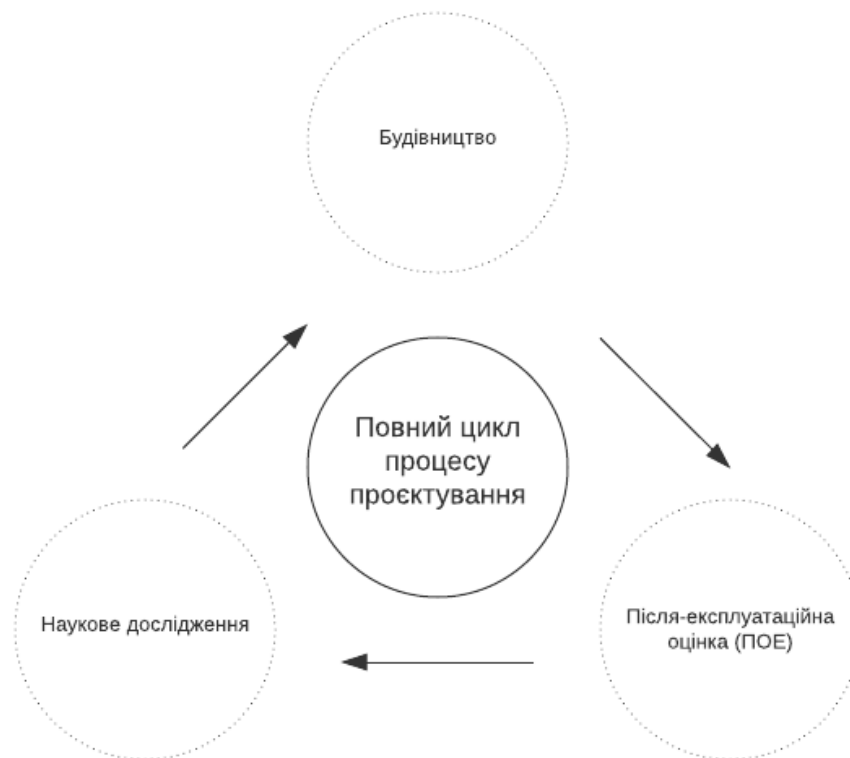 Будівництво
Повний цикл
процесу
проєктування
Наукове дослідження
Після-експлуатаційна
оцінка (ПОЕ)